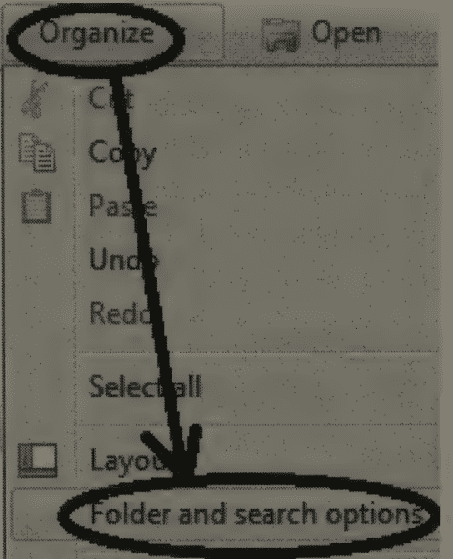 Organize Open
Cut
Copy
Paste
Undo
Redo
Select all
Layout
Folder and search options